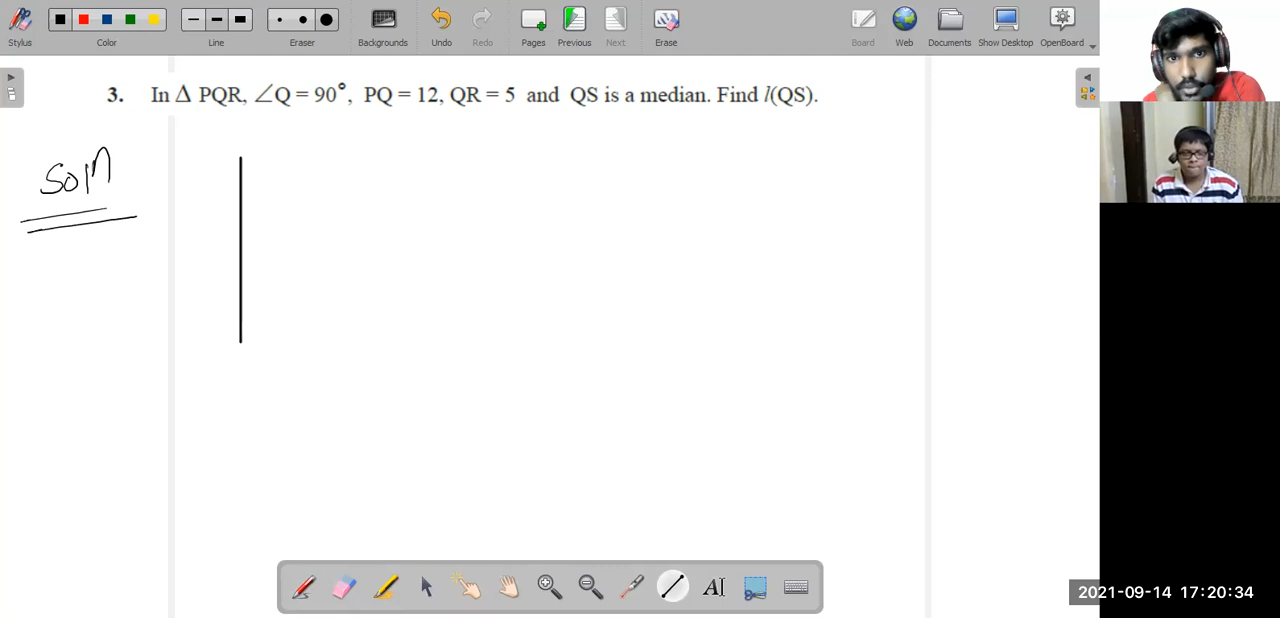 Stylus
Color
Line
Eraser
Backgrounds
Undo
Redo
Pages
Previous
Next
Erase
Board
Web
Documents
Show Desktop
OpenBoard
3. In Δ PQR, ∠Q = 90°, PQ = 12, QR = 5 and QS is a median. Find l(QS).
Soln
AI
2021-09-14 17:20:34